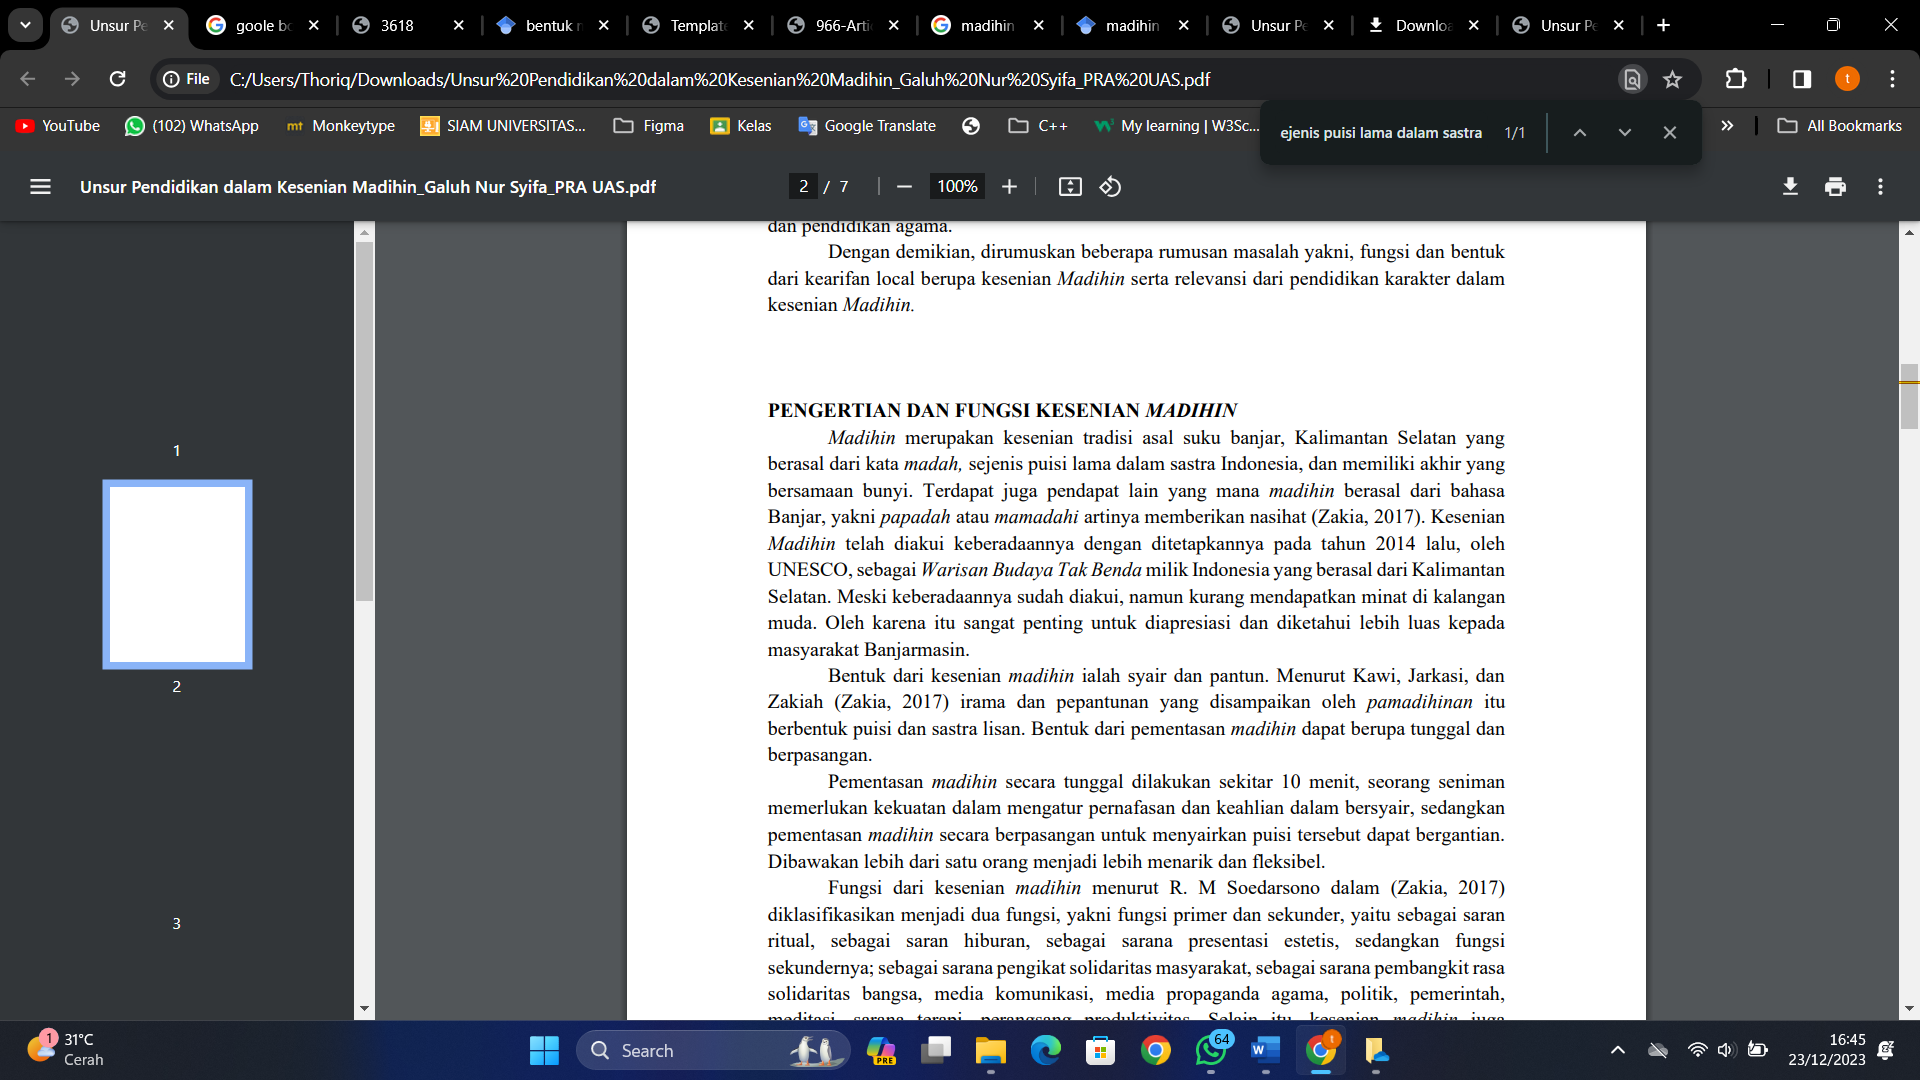 Unsur Pe
goole bo
3618
bentuk n
Template
966-Arti
madihin
madihin
Unsur Pe
Downloa
Unsur Pe
File
C:/Users/Thoriq/Downloads/Unsur%20Pendidikan%20dalam%20Kesenian%20Madihin_Galuh%20Nur%20Syifa_PRA%20UAS.pdf
t
YouTube
(102) WhatsApp
mt Monkeytype
SIAM UNIVERSITAS...
Figma
Kelas
Google Translate
C++
My learning | W3Sc...
All Bookmarks
ejenis puisi lama dalam sastra 1/1
Unsur Pendidikan dalam Kesenian Madihin_Galuh Nur Syifa_PRA UAS.pdf
2 / 7
100%
1
2
3
dan pendidikan agama.
Dengan demikian, dirumuskan beberapa rumusan masalah yakni, fungsi dan bentuk
dari kearifan local berupa kesenian Madihin serta relevansi dari pendidikan karakter dalam
kesenian Madihin.
PENGERTIAN DAN FUNGSI KESENIAN MADIHIN
Madihin merupakan kesenian tradisi asal suku banjar, Kalimantan Selatan yang
berasal dari kata madah, sejenis puisi lama dalam sastra Indonesia, dan memiliki akhir yang
bersamaan bunyi. Terdapat juga pendapat lain yang mana madihin berasal dari bahasa
Banjar, yakni papadah atau mamadahi artinya memberikan nasihat (Zakia, 2017). Kesenian
Madihin telah diakui keberadaannya dengan ditetapkannya pada tahun 2014 lalu, oleh
UNESCO, sebagai Warisan Budaya Tak Benda milik Indonesia yang berasal dari Kalimantan
Selatan. Meski keberadaannya sudah diakui, namun kurang mendapatkan minat di kalangan
muda. Oleh karena itu sangat penting untuk diapresiasi dan diketahui lebih luas kepada
masyarakat Banjarmasin.
Bentuk dari kesenian madihin ialah syair dan pantun. Menurut Kawi, Jarkasi, dan
Zakiah (Zakia, 2017) irama dan pepantunan yang disampaikan oleh pamadihinan itu
berbentuk puisi dan sastra lisan. Bentuk dari pementasan madihin dapat berupa tunggal dan
berpasangan.
Pementasan madihin secara tunggal dilakukan sekitar 10 menit, seorang seniman
memerlukan kekuatan dalam mengatur pernafasan dan keahlian dalam bersyair, sedangkan
pementasan madihin secara berpasangan untuk menyairkan puisi tersebut dapat bergantian.
Dibawakan lebih dari satu orang menjadi lebih menarik dan fleksibel.
Fungsi dari kesenian madihin menurut R. M Soedarsono dalam (Zakia, 2017)
diklasifikasikan menjadi dua fungsi, yakni fungsi primer dan sekunder, yaitu sebagai saran
ritual, sebagai saran hiburan, sebagai sarana presentasi estetis, sedangkan fungsi
sekundernya; sebagai sarana pengikat solidaritas masyarakat, sebagai sarana pembangkit rasa
solidaritas bangsa, media komunikasi, media propaganda agama, politik, pemerintah,
meditasi, sarana terapi, perangsang produktivitas. Selain itu, kesenian madihin juga
1
31°C
Cerah
Search
PRE
64
t
16:45
23/12/2023